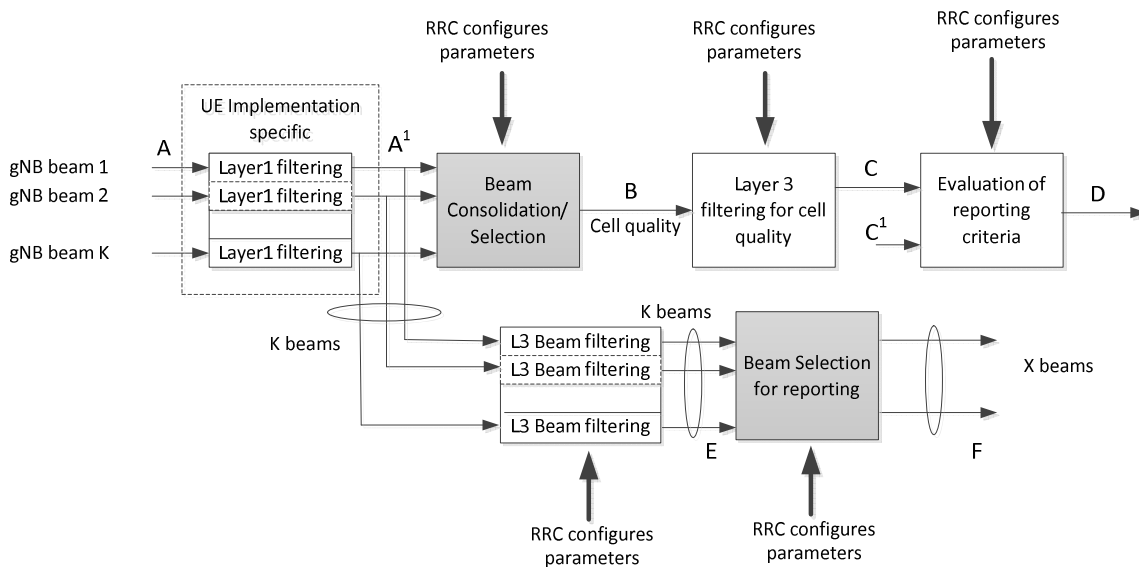 RRC configures
parameters
RRC configures
parameters
RRC configures
parameters
UE Implementation
specific
A
A¹
gNB beam 1
gNB beam 2
gNB beam K
Layer1 filtering
Layer1 filtering
Layer1 filtering
Beam
Consolidation/
Selection
B
Cell quality
Layer 3
filtering for cell
quality
C
C¹
Evaluation of
reporting
criteria
D
K beams
L3 Beam filtering
L3 Beam filtering
L3 Beam filtering
K beams
E
Beam Selection
for reporting
X beams
F
RRC configures
parameters
RRC configures
parameters